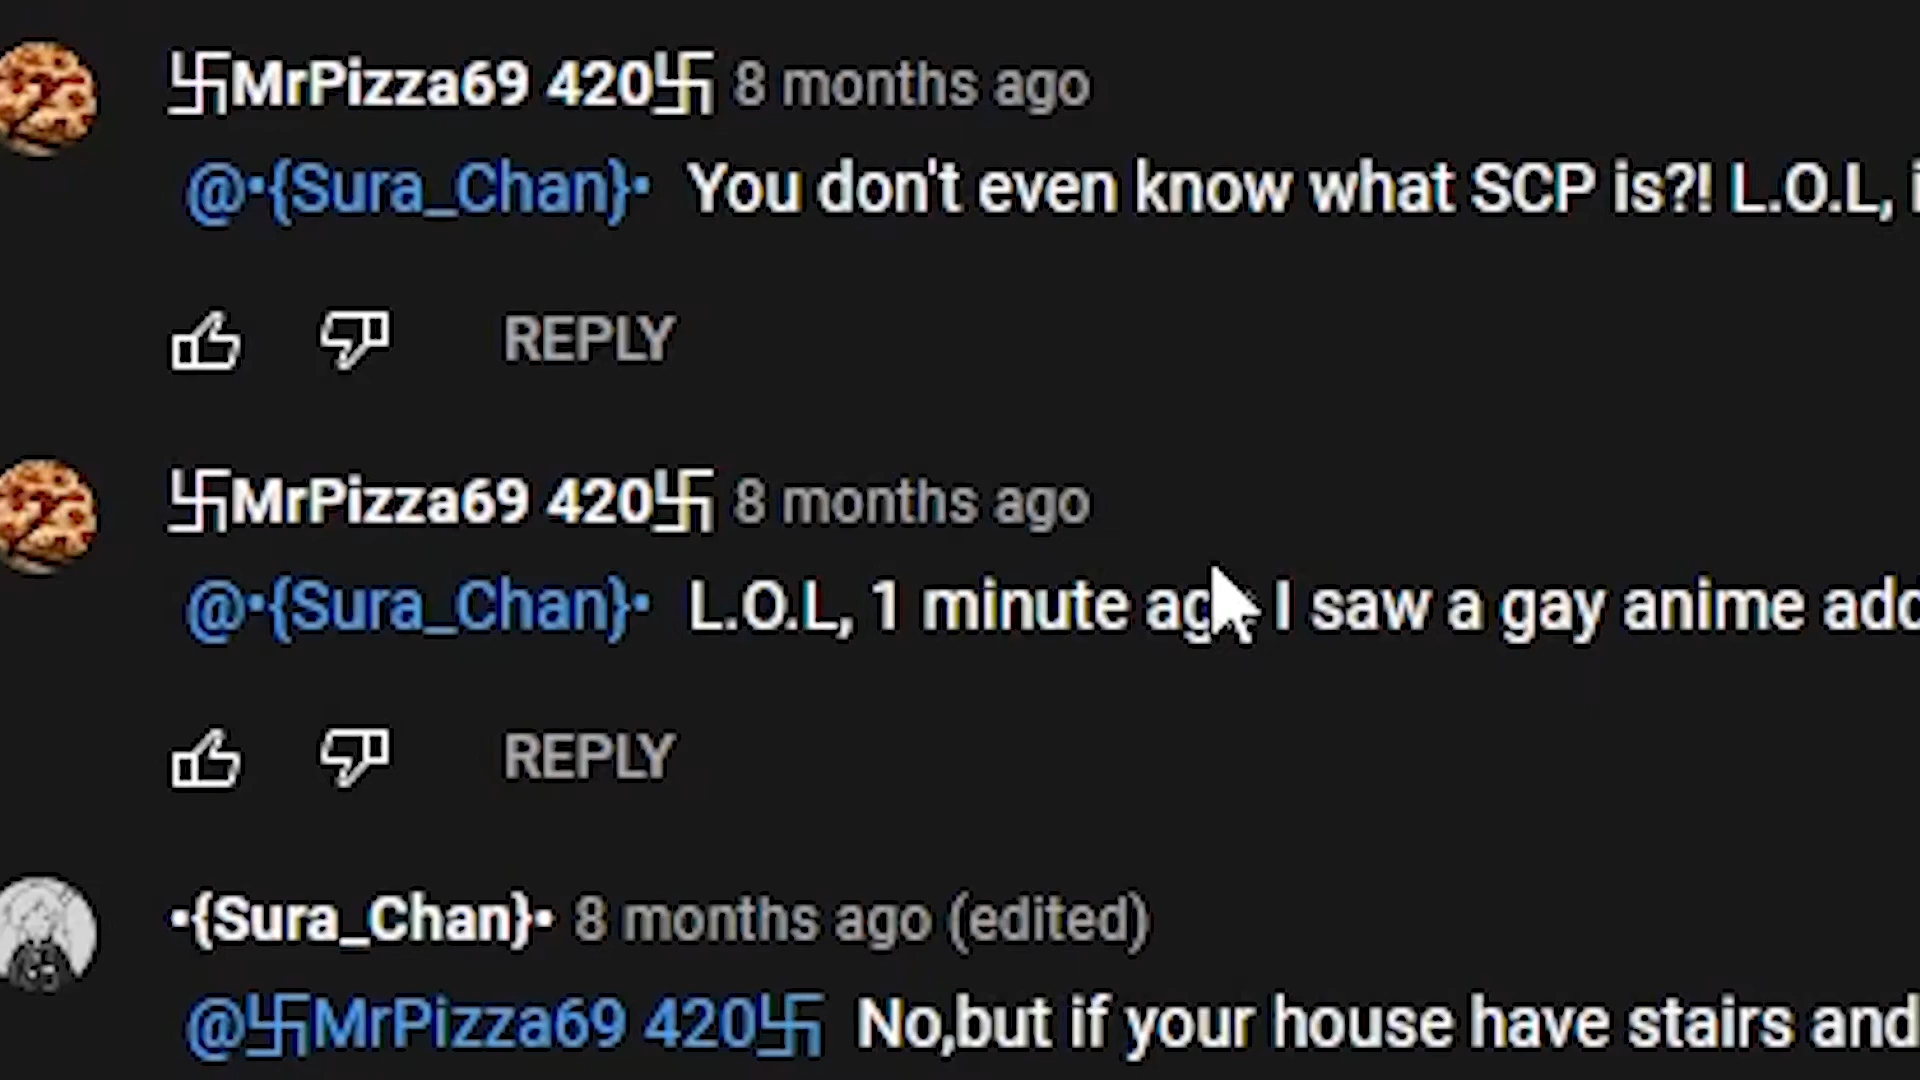 卐MrPizza69 420卐 8 months ago
@•{Sura_Chan}• You don't even know what SCP is?! L.O.L,
REPLY
卐MrPizza69 420卐 8 months ago
@•{Sura_Chan}• L.O.L, 1 minute ago I saw a gay anime
REPLY
•{Sura_Chan}• 8 months ago (edited)
@卐MrPizza69 420卐 No,but if your house have stairs and